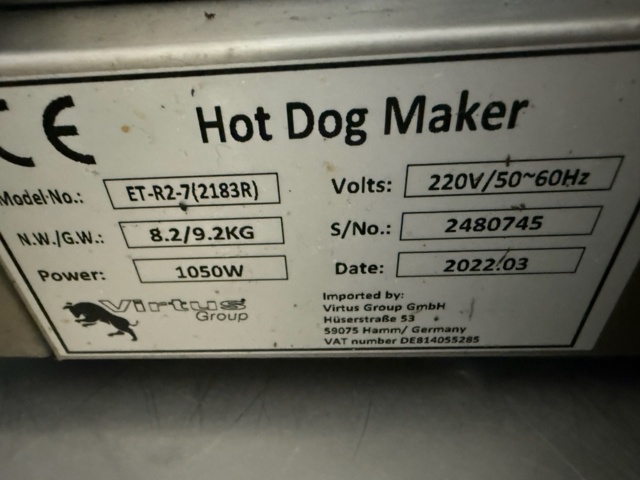 CE
Hot Dog Maker
Model No.: ET-R2-7(2183R)
Volts: 220V/50~60Hz
N.W./G.W.: 8.2/9.2KG
S/No.: 2480745
Power: 1050W
Date: 2022.03
Virtus
Group
Imported by:
Virtus Group GmbH
Hüserstraße 53
59075 Hamm/ Germany
VAT number DE814055285